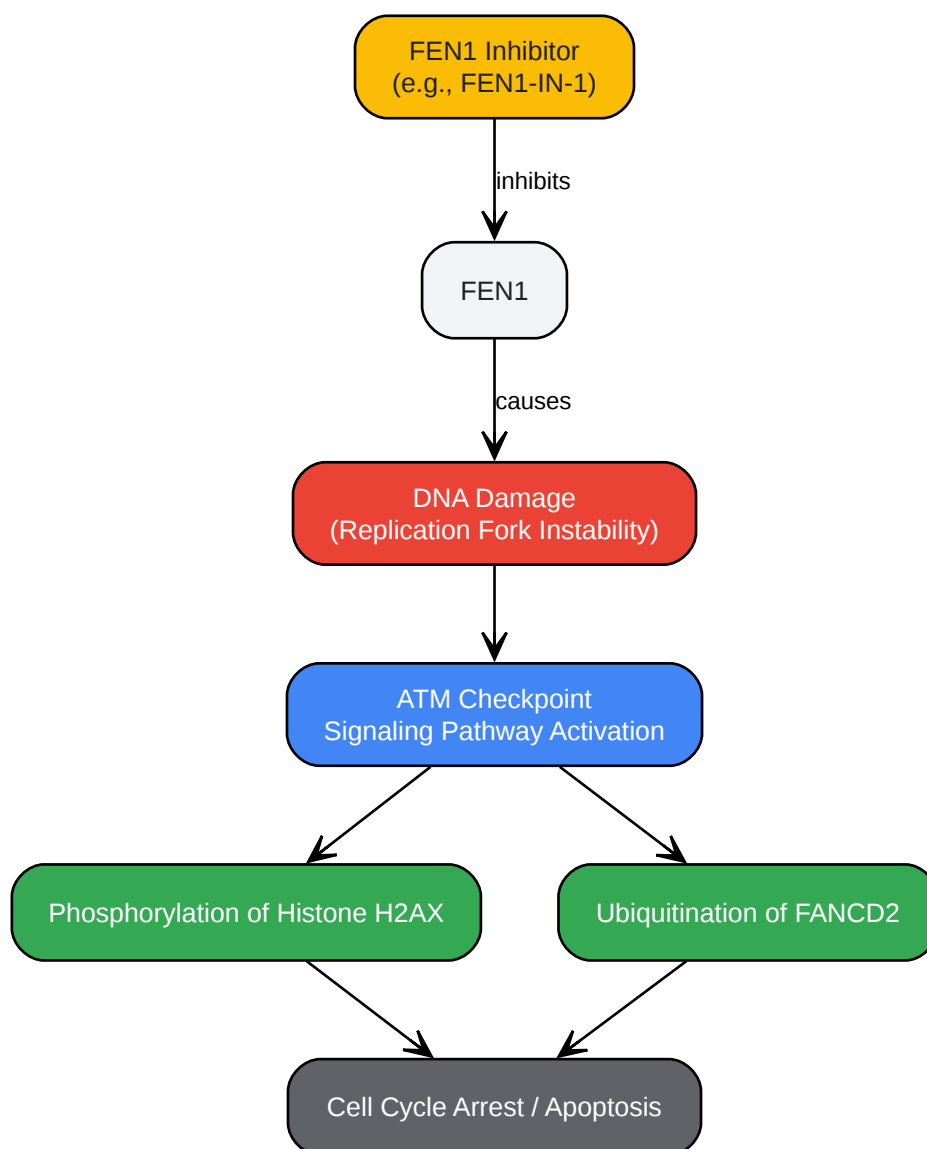 FEN1 Inhibitor
(e.g., FEN1-IN-1)
inhibits
FEN1
causes
DNA Damage
(Replication Fork Instability)
ATM Checkpoint
Signaling Pathway Activation
Phosphorylation of Histone H2AX
Ubiquitination of FANCD2
Cell Cycle Arrest / Apoptosis